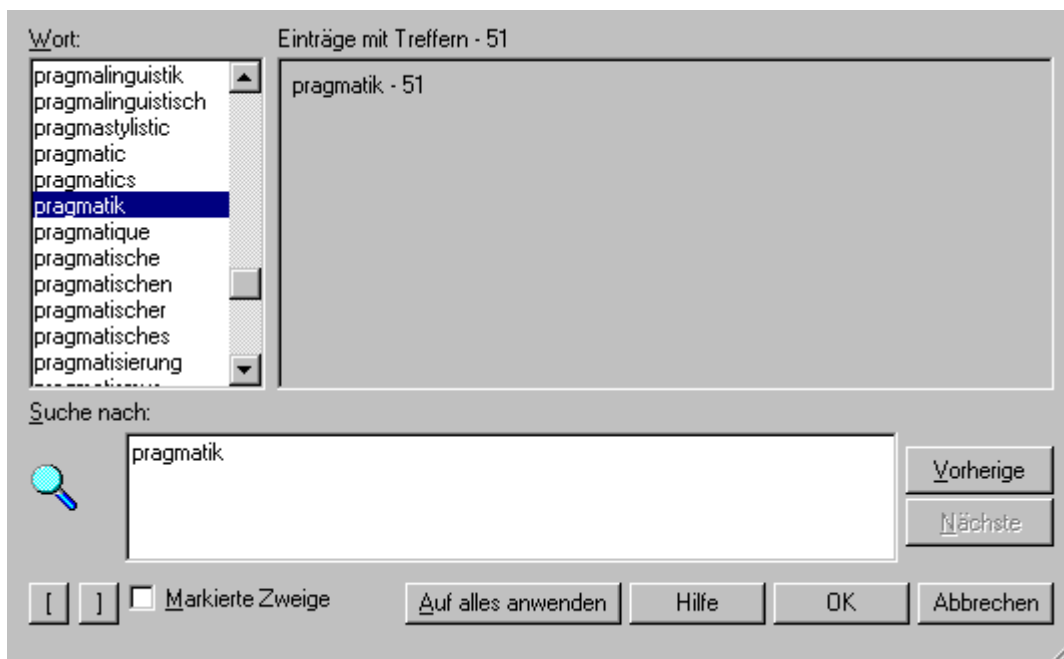 Wort:
Einträge mit Treffern - 51
pragmalinguistik
pragmalinguistisch
pragmastylistic
pragmatic
pragmatics
pragmatik
pragmatique
pragmatische
pragmatischen
pragmatischer
pragmatisches
pragmatisierung
pragmatik - 51
Suche nach:
pragmatik
Vorherige
Nächste
[ ] Markierte Zweige
Auf alles anwenden
Hilfe
OK
Abbrechen